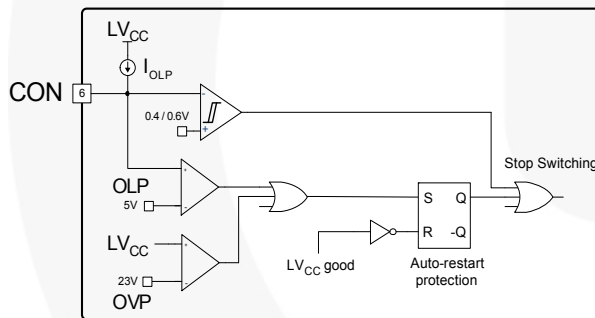 LVCC
IOLP
CON
6
-
0.4 / 0.6V
+
Stop Switching
+
OLP
5V
-
S
Q
R
-Q
LVCC
+
23V
-
OVP
LVCC good
Auto-restart
protection